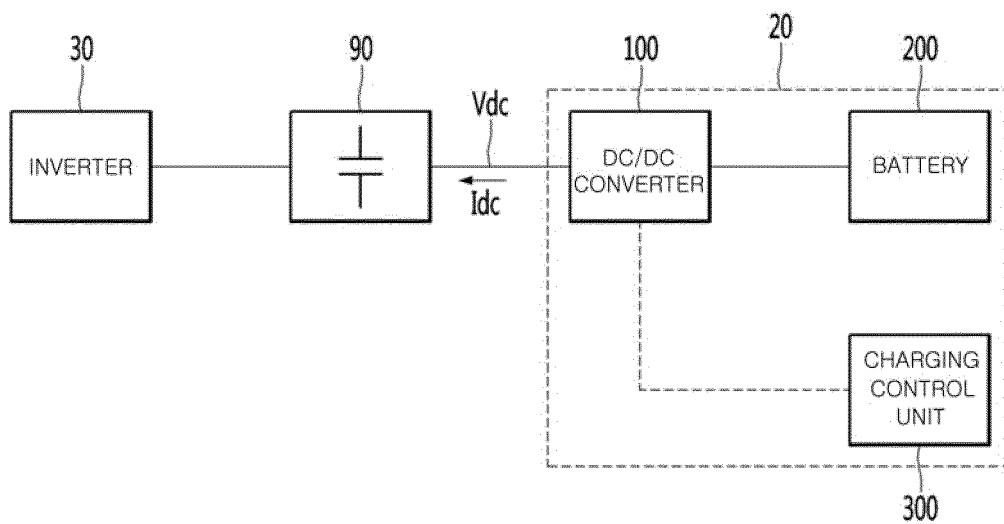 30
90
100
20
200
INVERTER
Vdc
Idc
DC/DC
CONVERTER
BATTERY
CHARGING
CONTROL
UNIT
300